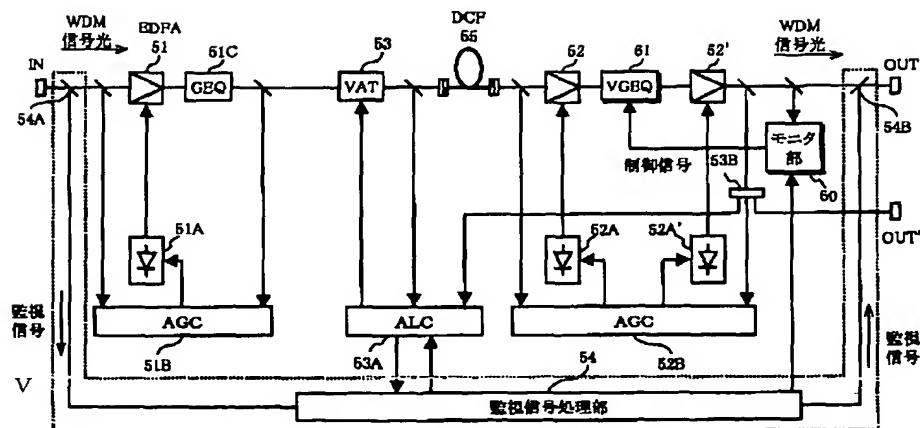 WDM
信号光
EDFA
51
51C
53
DCF
55
52
61
52'
WDM
信号光
IN
GEQ
VAT
VGEQ
OUT
54A
54B
モニタ
部
制御信号
53B
50
OUT'
51A
52A
52A'
監視
信号
AGC
ALC
AGC
監視
信号
51B
53A
52B
54
V
監視信号処理部